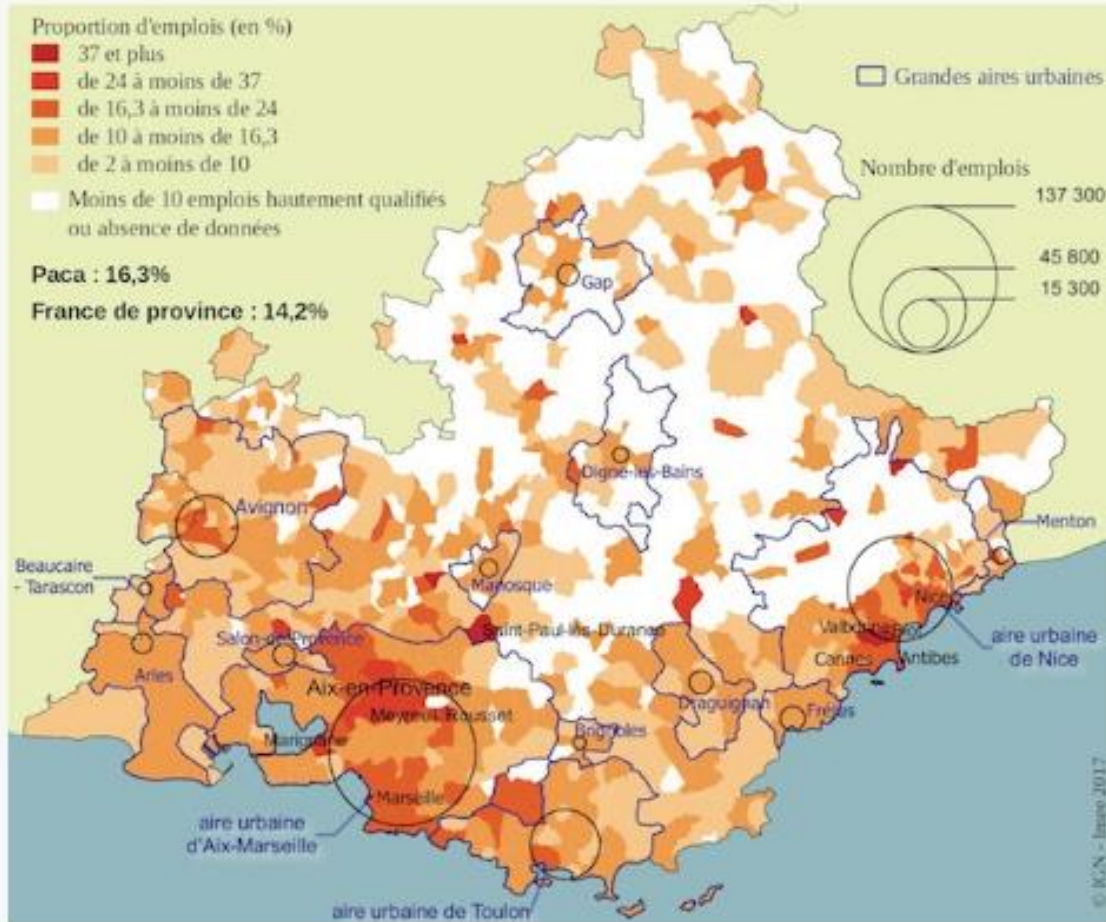 Proportion d'emplois (en %)
37 et plus
de 24 à moins de 37
de 16,3 à moins de 24
de 10 à moins de 16,3
de 2 à moins de 10
Moins de 10 emplois hautement qualifiés
ou absence de données
Paca : 16,3%
France de province : 14,2%
Grandes aires urbaines
Nombre d'emplois
137 300
45 800
15 300
Gap
Digne-les-Bains
Avignon
Beaucaire
- Tarascon
Manosque
Menton
Salon-de-Provence
Saint-Paul-lès-Durance
Nice
Arles
Cannes
Antibes
aire urbaine
de Nice
Aix-en-Provence
Meyreuil
Rousset
Draguignan
Fréjus
Brignoles
Marignane
Marseille
aire urbaine
d'Aix-Marseille
aire urbaine de Toulon
© IGN - Insee 2017